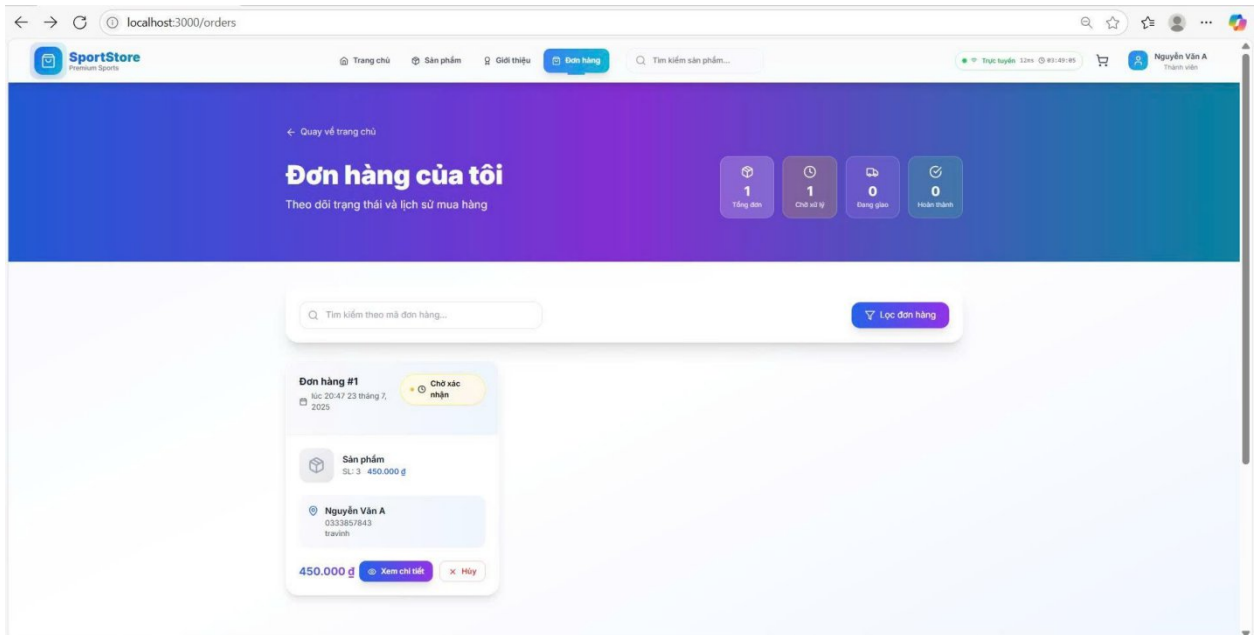 localhost:3000/orders
SportStore
Premium Sports
Trang chủ
Sản phẩm
Giới thiệu
Đơn hàng
Tìm kiếm sản phẩm...
Trực tuyến 12ms 03:49:05
Nguyễn Văn A
Thành viên
Quay về trang chủ
Đơn hàng của tôi
Theo dõi trạng thái và lịch sử mua hàng
1
Tổng đơn
1
Chờ xử lý
0
Đang giao
0
Hoàn thành
Tìm kiếm theo mã đơn hàng...
Lọc đơn hàng
Đơn hàng #1
lúc 20:47 23 tháng 7,
2025
Chờ xác
nhận
Sản phẩm
SL: 3 450.000 ₫
Nguyễn Văn A
0333857843
travinh
450.000 ₫
Xem chi tiết
Hủy